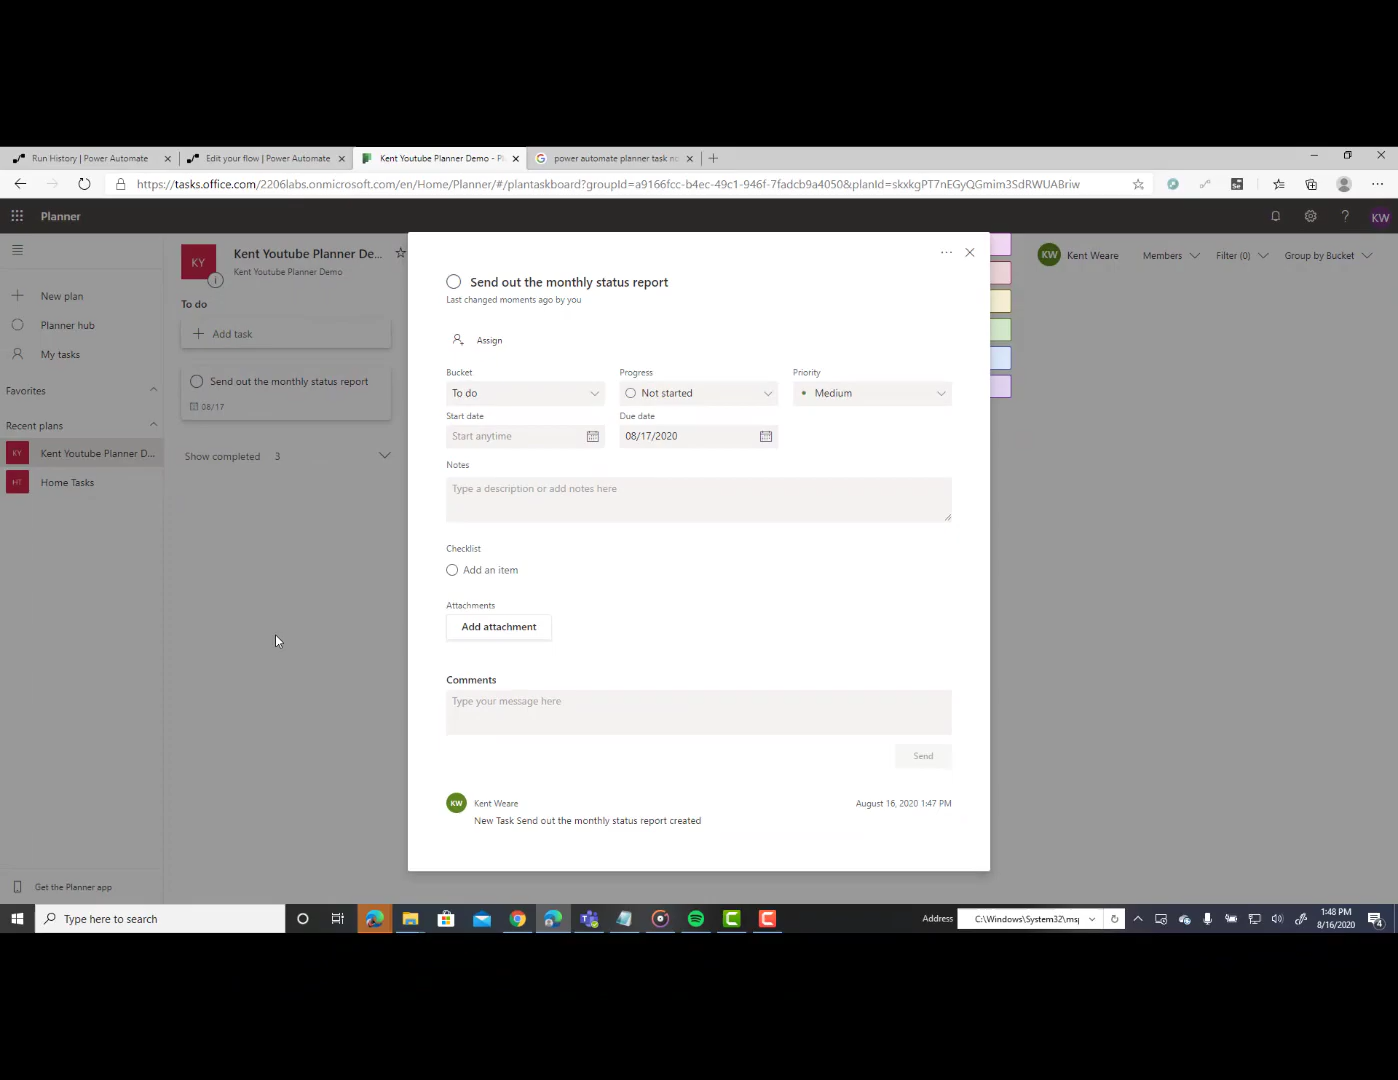 Run History | Power Automate
Edit your flow | Power Automate
Kent Youtube Planner Demo - P
power automate planner task no
https://tasks.office.com/2206labs.onmicrosoft.com/en/Home/Planner/#/plantaskboard?groupId=a9166fcc-b4ec-49c1-946f-7fadcb9a4050&planId=skxkgPT7nEGyQGmim3SdRWUABriw
Planner
KW
KY
Kent Youtube Planner De...
Kent Youtube Planner Demo
KW
Kent Weare
Members
Filter (0)
Group by Bucket
New plan
Planner hub
My tasks
Favorites
Recent plans
KY
Kent Youtube Planner D...
HT
Home Tasks
Get the Planner app
To do
Add task
Send out the monthly status report
08/17
Show completed 3
Send out the monthly status report
Last changed moments ago by you
Assign
Bucket
Progress
Priority
To do
Not started
Medium
Start date
Due date
Start anytime
08/17/2020
Notes
Type a description or add notes here
Checklist
Add an item
Attachments
Add attachment
Comments
Type your message here
Send
KW
Kent Weare
August 16, 2020 1:47 PM
New Task Send out the monthly status report created
Type here to search
Address
C:\Windows\System32\ms
1:48 PM
8/16/2020
4